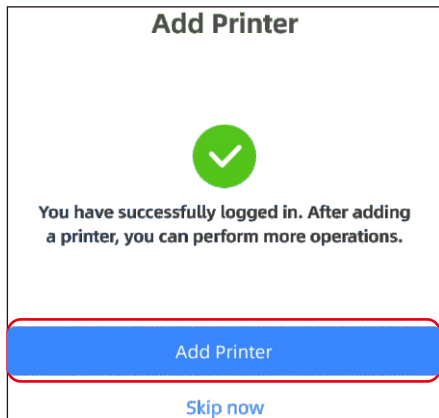 Add Printer
You have successfully logged in. After adding
a printer, you can perform more operations.
Add Printer
Skip now